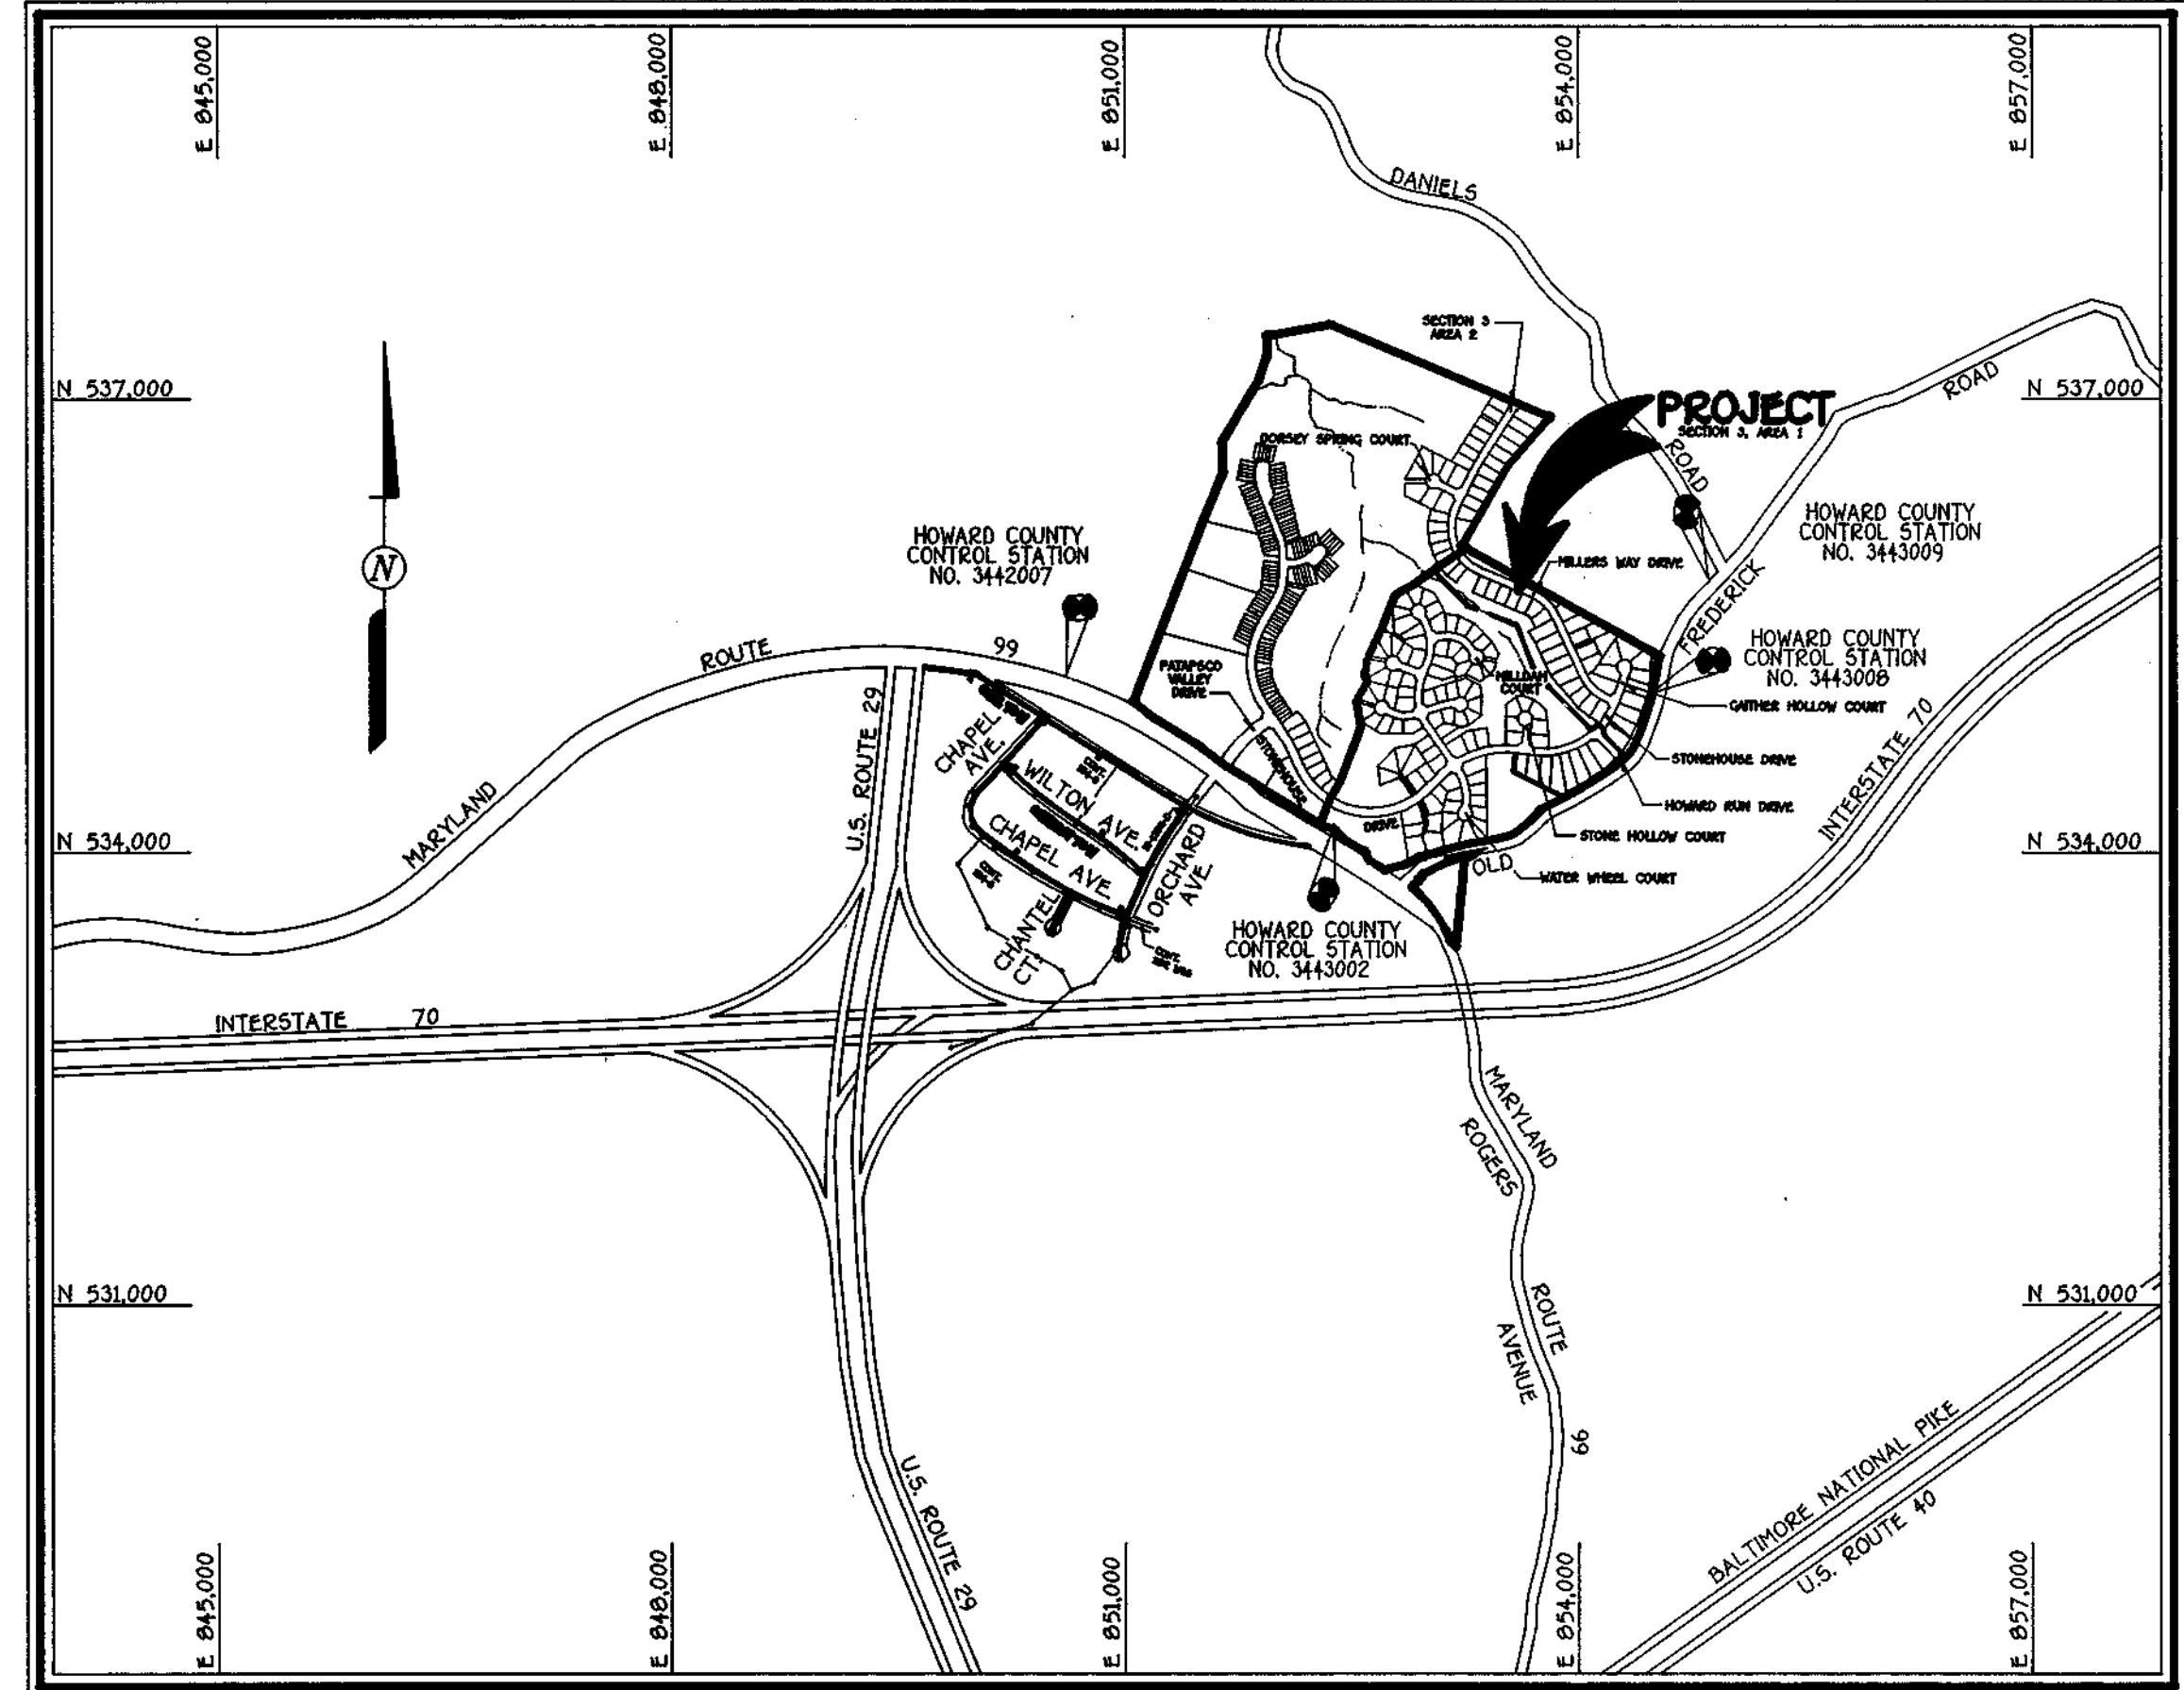 E 845,000
E 848,000
E 851,000
E 854,000
E 857,000
DANIELS
ROAD
SECTION 3
AREA 2
N 537,000
N 537,000
PROJECT
SECTION 3, AREA 1
ROAD
DORSEY SPRING COURT
HOWARD COUNTY
CONTROL STATION
NO. 3443009
HOWARD COUNTY
CONTROL STATION
NO. 3442007
N
MILLERS WAY DRIVE
FREDERICK
HOWARD COUNTY
CONTROL STATION
NO. 3443008
MARYLAND
ROUTE
99
PATAPSCO
VALLEY
DRIVE
MILLDAM
COURT
GAITHER HOLLOW COURT
U.S. ROUTE 29
CHAPEL
AVE.
WILTON AVE.
STONEHOUSE
DRIVE
STONEHOUSE DRIVE
INTERSTATE 70
HOWARD RUN DRIVE
CHAPEL AVE.
ORCHARD
AVE.
STONE HOLLOW COURT
N 534,000
N 534,000
OLD
WATER WHEEL COURT
CHANTEL
CT.
HOWARD COUNTY
CONTROL STATION
NO. 3443002
INTERSTATE 70
MARYLAND
ROGERS
N 531,000
N 531,000
ROUTE
AVENUE
66
BALTIMORE NATIONAL PIKE
U.S. ROUTE 40
U.S. ROUTE 29
E 845,000
E 848,000
E 851,000
E 854,000
E 857,000